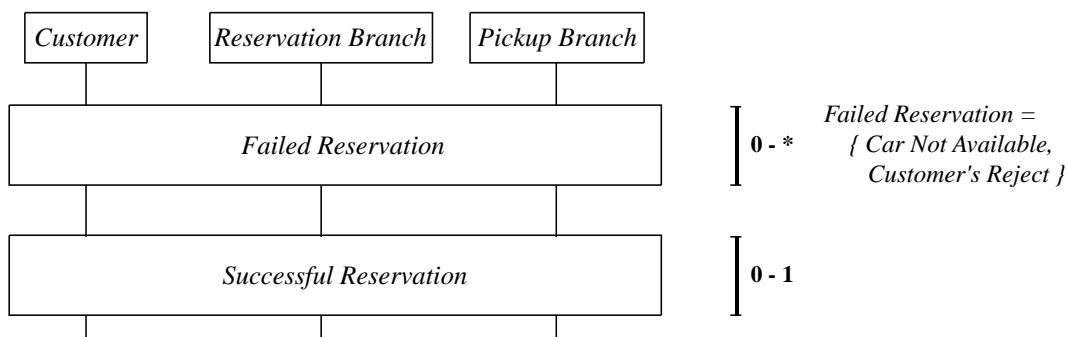 Customer
Reservation Branch
Pickup Branch
Failed Reservation
0 - *
Failed Reservation =
{ Car Not Available,
Customer's Reject }
Successful Reservation
0 - 1